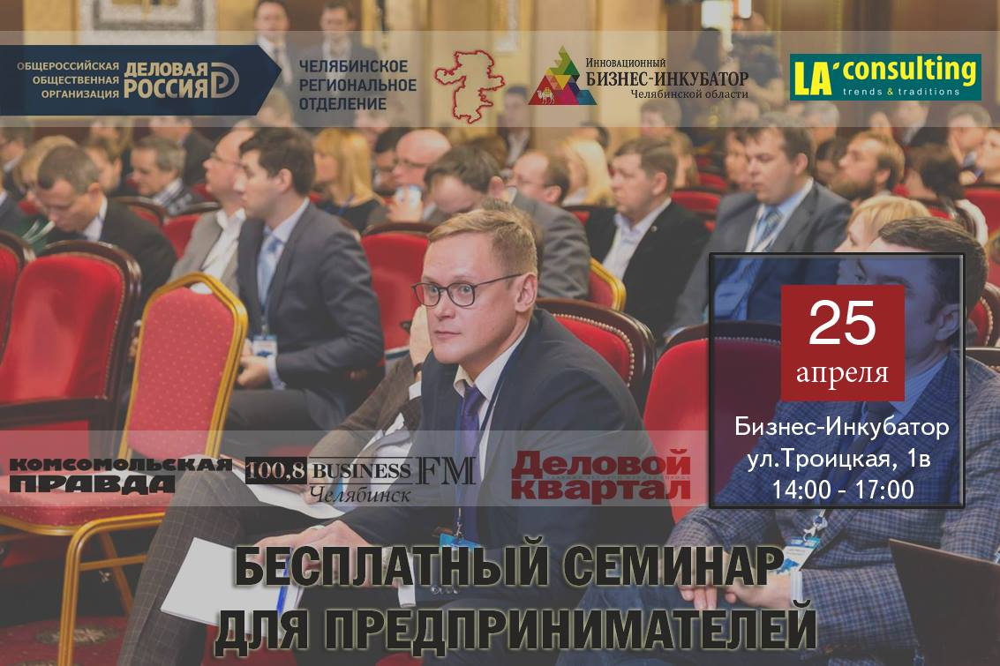 ОБЩЕРОССИЙСКАЯ
ОБЩЕСТВЕННАЯ
ОРГАНИЗАЦИЯ
ДЕЛОВАЯ
РОССИЯ
ЧЕЛЯБИНСКОЕ
РЕГИОНАЛЬНОЕ
ОТДЕЛЕНИЕ
Инновационный
БИЗНЕС-ИНКУБАТОР
Челябинской области
LA'consulting
trends & traditions
25
апреля
Бизнес-Инкубатор
ул.Троицкая, 1в
14:00 - 17:00
КОМСОМОЛЬСКАЯ
ПРАВДА
100,8 BUSINESS FM
Челябинск
Деловой
квартал
БЕСПЛАТНЫЙ СЕМИНАР
ДЛЯ ПРЕДПРИНИМАТЕЛЕЙ